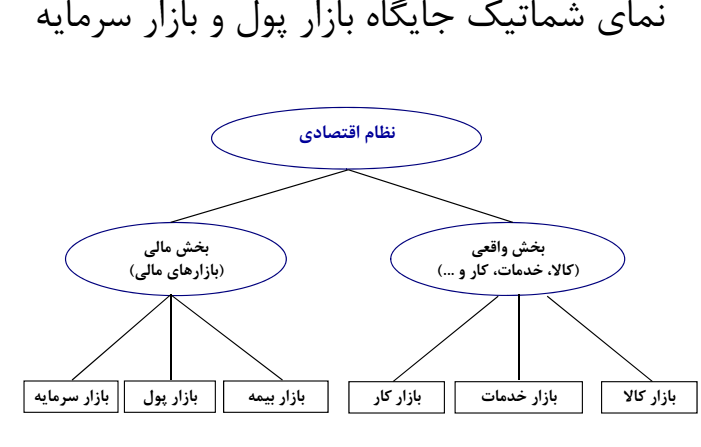 نمای شماتیک جایگاه بازار پول و بازار سرمایه
نظام اقتصادی
بخش واقعی
(کالا، خدمات، کار و ...)
بخش مالی
(بازارهای مالی)
بازار کالا
بازار خدمات
بازار کار
بازار بیمه
بازار پول
بازار سرمایه